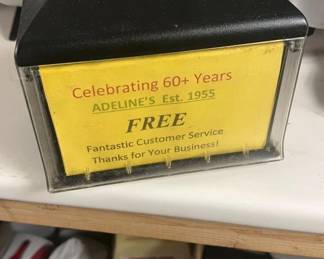 Celebrating 60+ Years
ADELINE'S Est. 1955
FREE
Fantastic Customer Service
Thanks for Your Business!